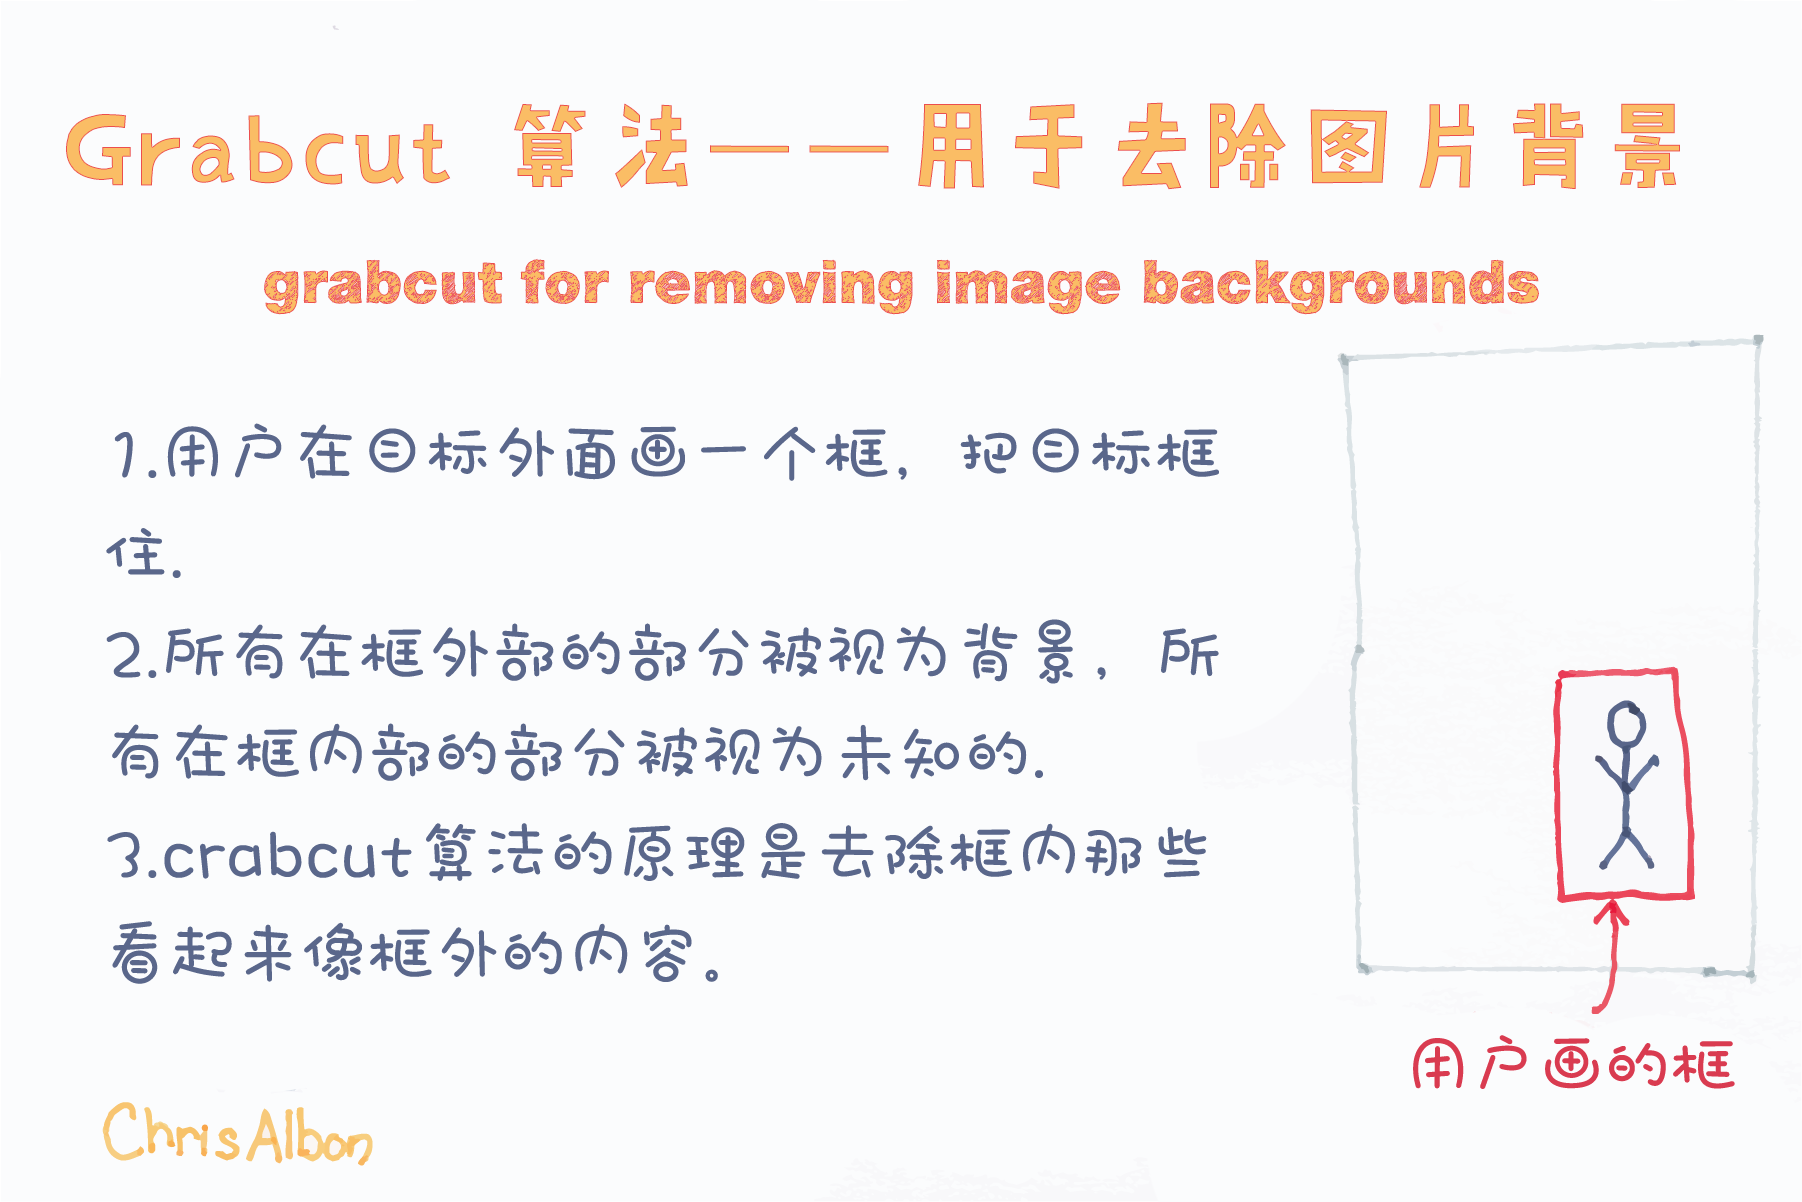 Grabcut 算法——用于去除图片背景
grabcut for removing image backgrounds
1.用户在目标外面画一个框，把目标框
住.
2.所有在框外部的部分被视为背景，所
有在框内部的部分被视为未知的.
3.crabcut算法的原理是去除框内那些
看起来像框外的内容。
用户画的框
Chris Albon